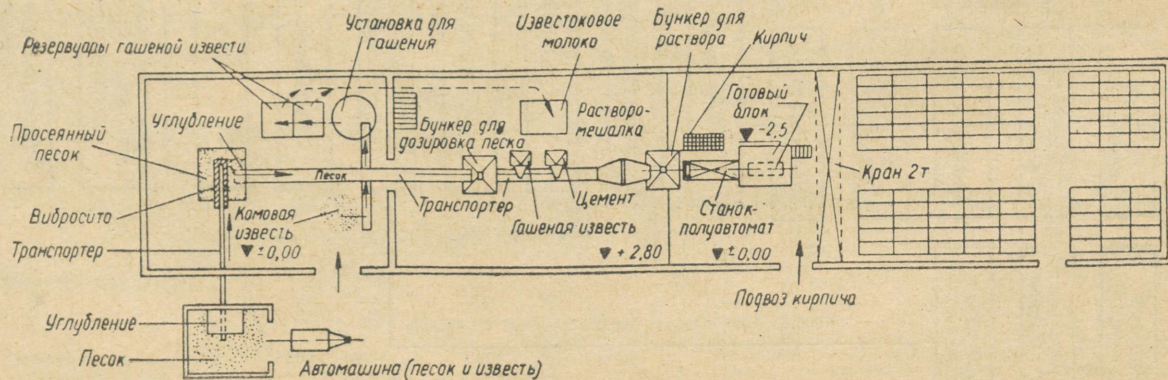 Установка для
гашения
Известоковое
молоко
Бункер для
раствора
Кирпич
Резервуары гашеной извести
Готовый
блок
Просеянный
песок
Углубление
Бункер для
дозировка песка
Растворо-
мешалка
-2,5
Песок
Кран 2т
Вибросито
Комовая
известь
Транспортер
Цемент
Гашеная известь
Станок-
полуавтомат
Транспортер
±0,00
+2,80
±0,00
Подвоз кирпича
Углубление
Песок
Автомашина (песок и известь)